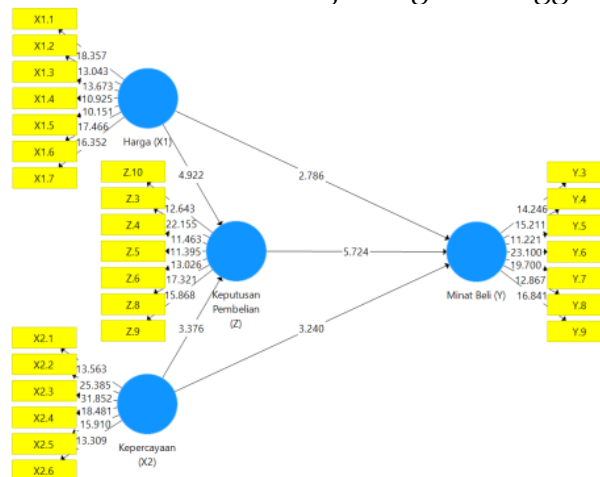 X1.1
X1.2
X1.3
X1.4
X1.5
X1.6
X1.7
18.357
13.043
13.673
10.925
10.151
17.466
16.352
Harga (X1)
4.922
2.786
Z.10
Z.3
Z.4
Z.5
Z.6
Z.8
Z.9
12.643
22.155
11.463
11.395
13.026
17.321
15.868
Keputusan
Pembelian
(Z)
5.724
3.376
3.240
Y.3
Y.4
Y.5
Y.6
Y.7
Y.8
Y.9
14.246
15.211
11.221
23.100
19.700
12.867
16.841
Minat Beli (Y)
X2.1
X2.2
X2.3
X2.4
X2.5
X2.6
13.563
25.385
31.852
18.481
15.910
13.309
Kepercayaan
(X2)